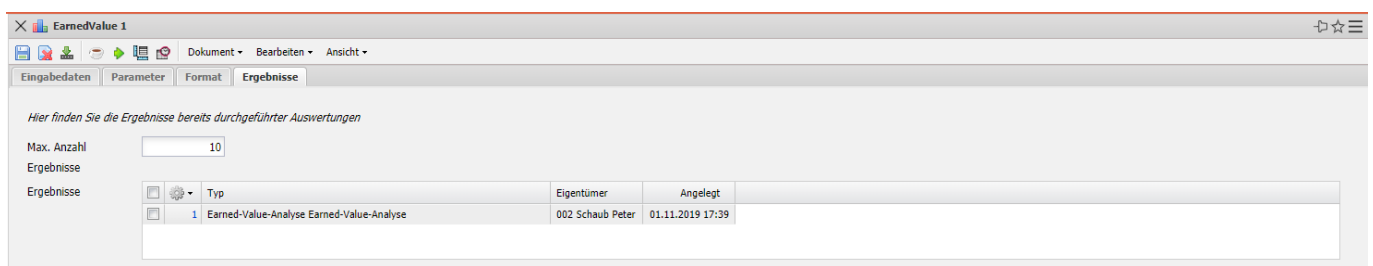 EarnedValue 1
Dokument Bearbeiten Ansicht
Eingabedaten Parameter Format Ergebnisse
Hier finden Sie die Ergebnisse bereits durchgeführter Auswertungen
Max. Anzahl 10
Ergebnisse
Ergebnisse Typ Eigentümer Angelegt
1 Earned-Value-Analyse Earned-Value-Analyse 002 Schaub Peter 01.11.2019 17:39